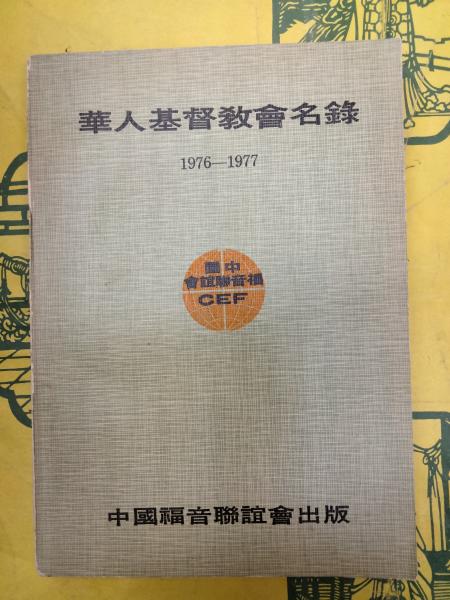 華人基督教會名錄
1976—1977
中國
福音聯誼會
CEF
中國福音聯誼會出版